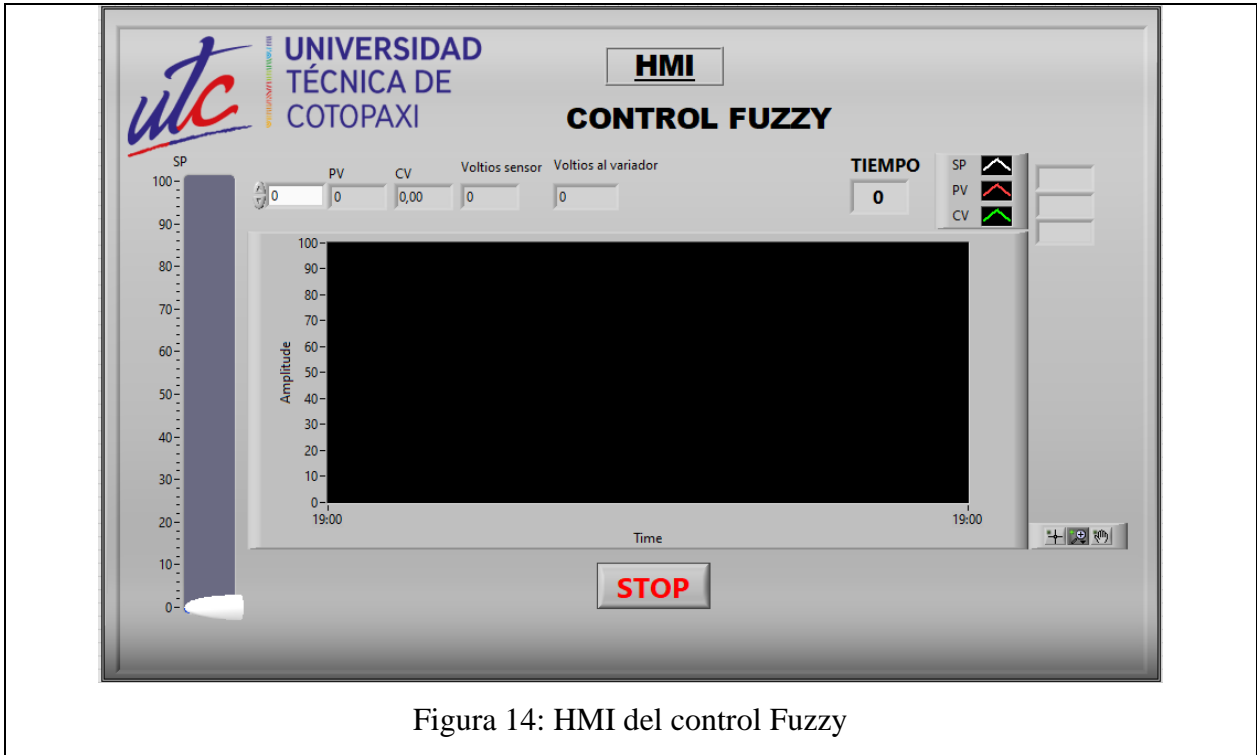 utc
UNIVERSIDAD
TÉCNICA DE
COTOPAXI
HMI
CONTROL FUZZY
SP
PV
CV
Voltios sensor
Voltios al variador
TIEMPO
0
0
0,00
0
0
0
SP
PV
CV
100
90
80
70
60
50
40
30
20
10
0
Amplitude
100
90
80
70
60
50
40
30
20
10
0
19:00
19:00
Time
STOP
Figura 14: HMI del control Fuzzy